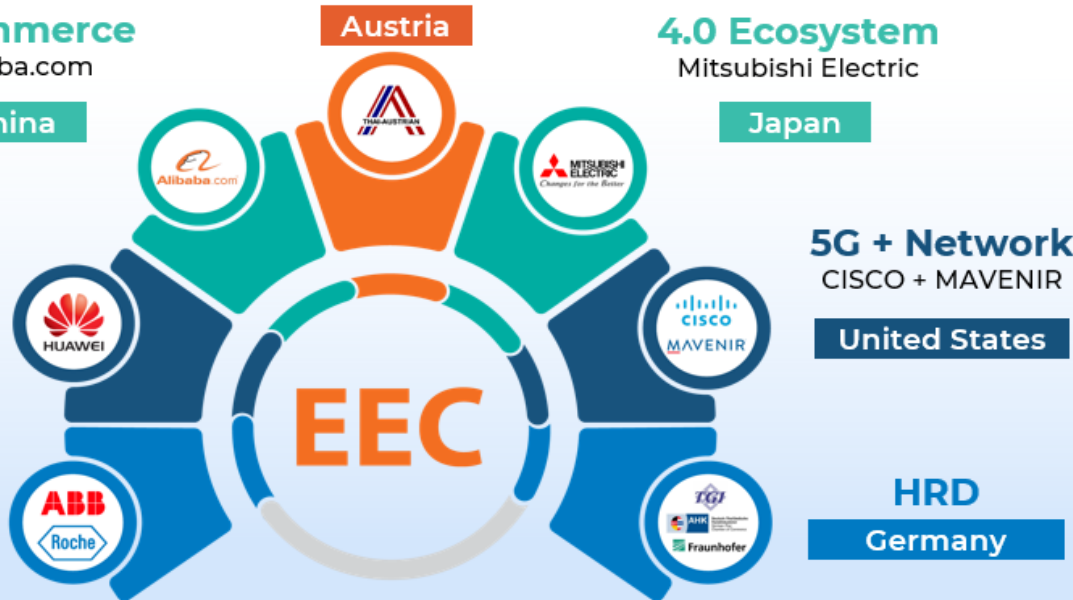 mmerce
ba.com
hina
Austria
THAI-AUSTRIAN
4.0 Ecosystem
Mitsubishi Electric
Japan
Alibaba.com
MITSUBISHI
ELECTRIC
Changes for the Better
HUAWEI
5G + Network
CISCO + MAVENIR
United States
CISCO
MAVENIR
EEC
ABB
Roche
TGI
AHK
Fraunhofer
HRD
Germany